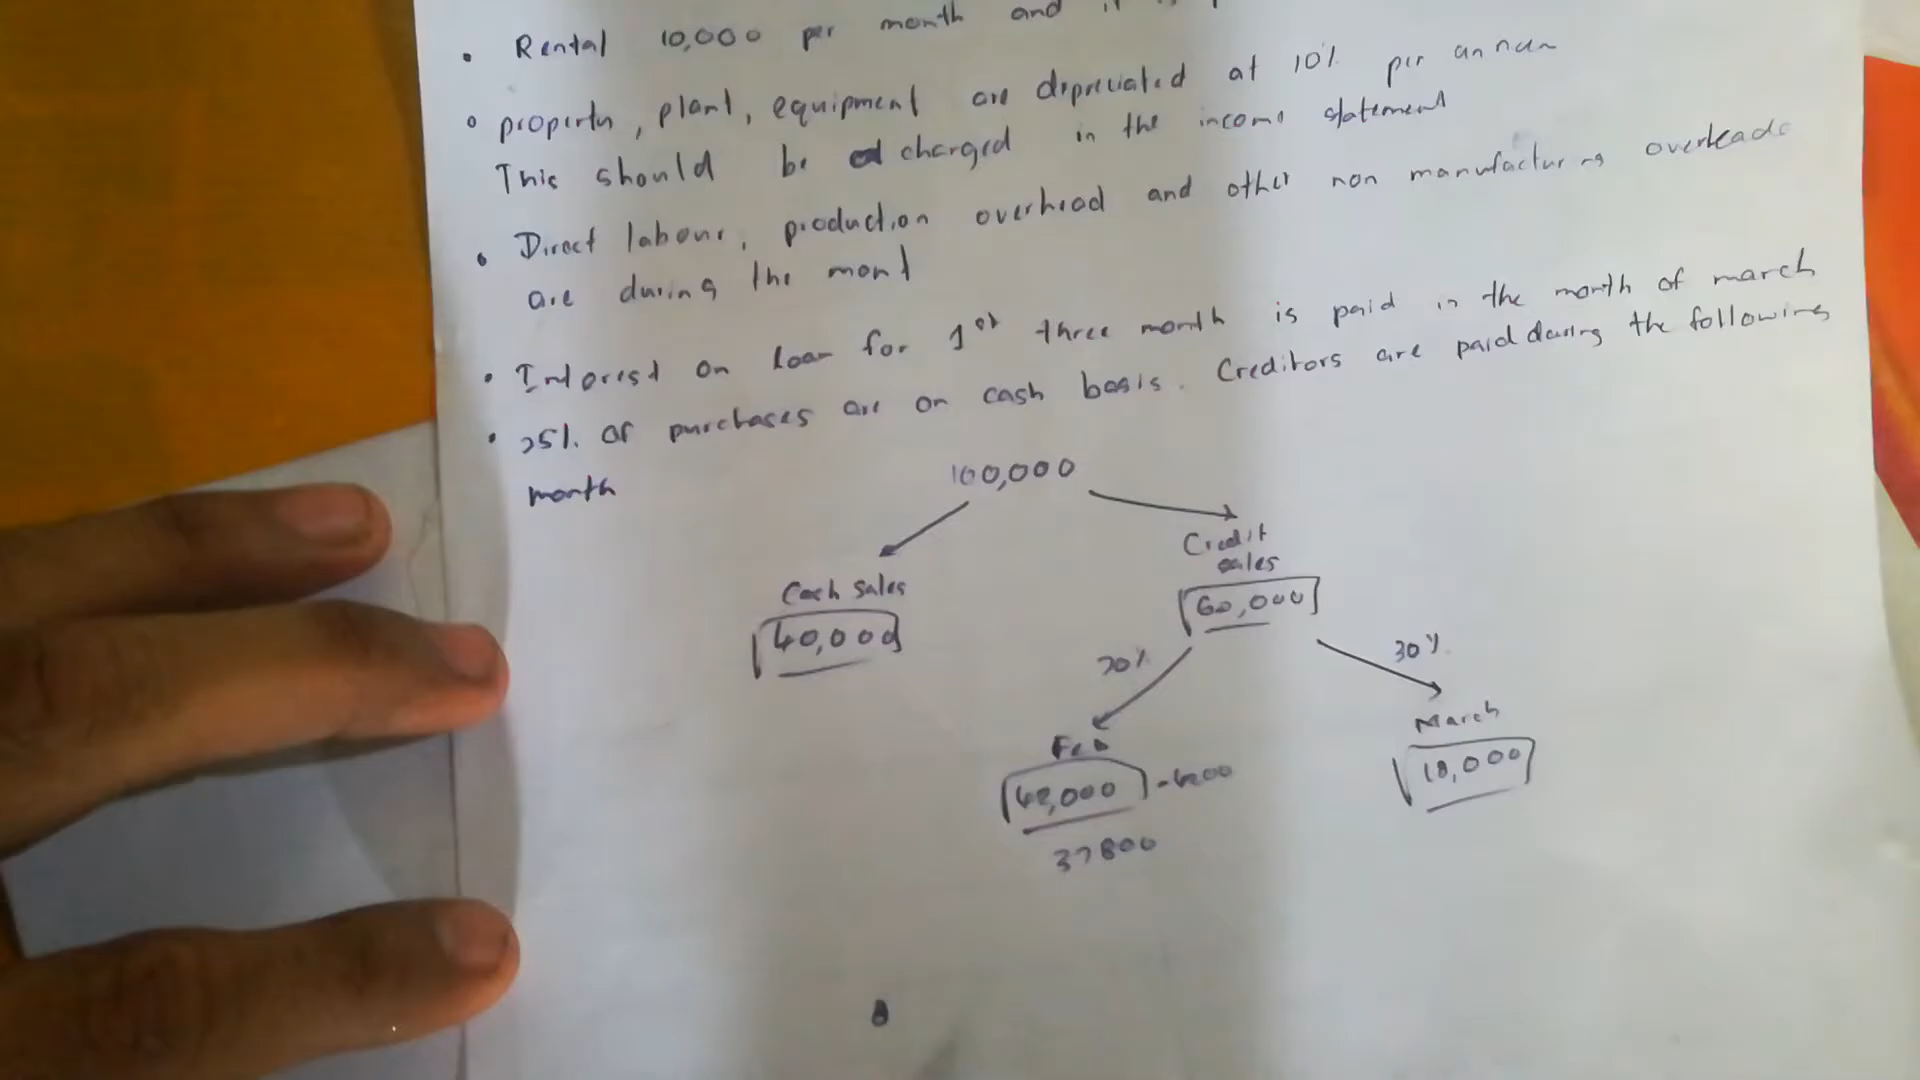 • Rental 10,000 per month and it is
• property, plant, equipment are depreciated at 10% per annum
This should be charged in the income statement
• Direct labour, production overhead and other non manufacturing overheads
are during the mont
• Interest on loan for 1st three month is paid in the month of march
• 25% of purchases are on cash basis. Creditors are paid during the following
month
100,000
Cash sales
40,000
Credit
sales
60,000
70%
30%
Feb
42,000 - 4200
37800
March
18,000